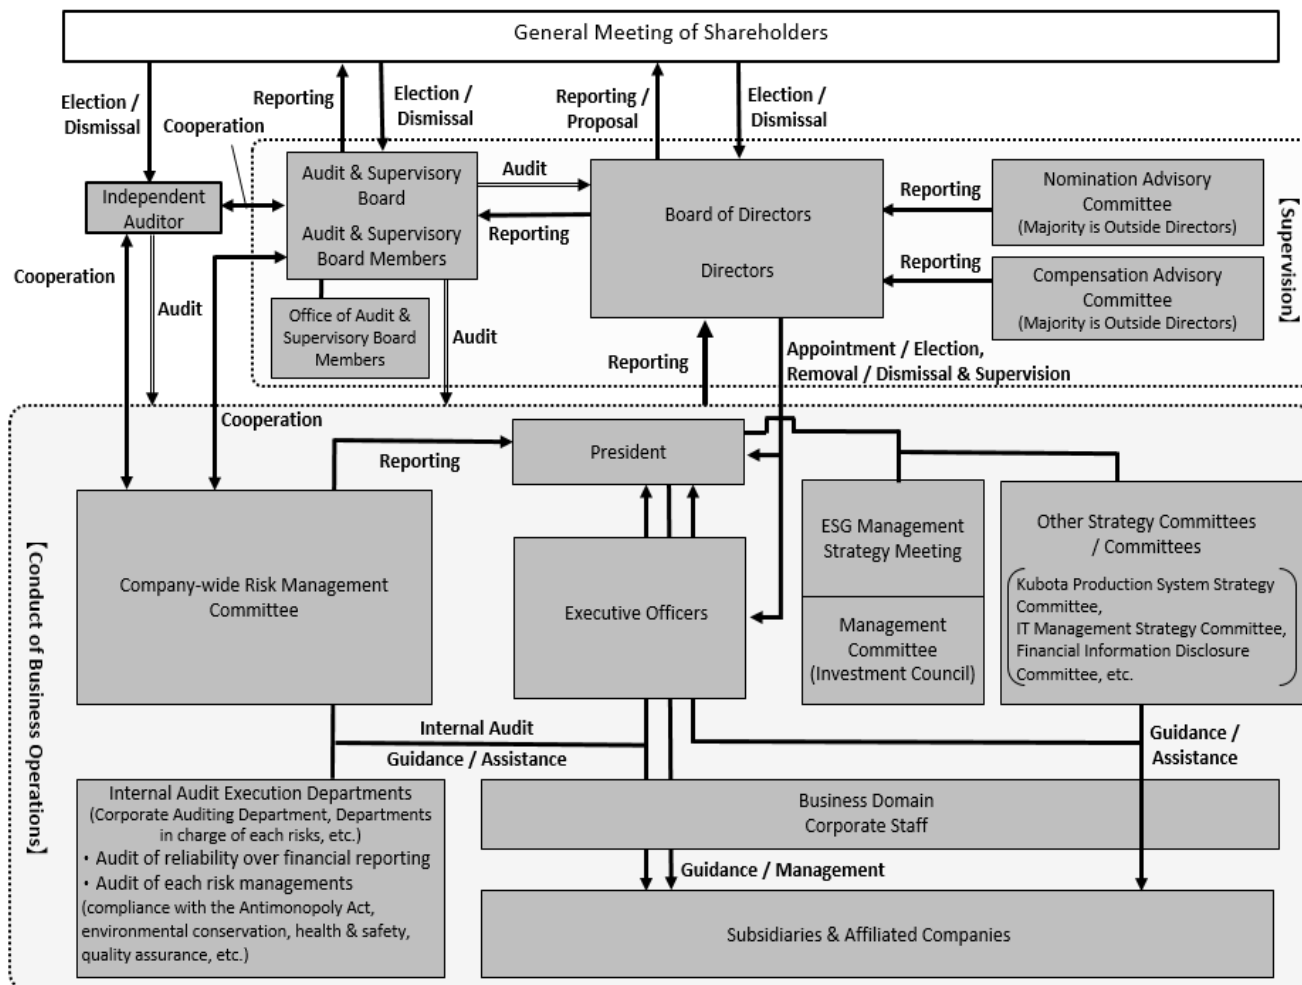 General Meeting of Shareholders
Election /
Dismissal
Reporting
Election /
Dismissal
Reporting /
Proposal
Election /
Dismissal
Cooperation
Independent
Auditor
Audit & Supervisory
Board
Audit & Supervisory
Board Members
Audit
Reporting
Board of Directors
Directors
Reporting
Nomination Advisory
Committee
(Majority is Outside Directors)
Reporting
Compensation Advisory
Committee
(Majority is Outside Directors)
【Supervision】
Cooperation
Audit
Office of Audit &
Supervisory Board
Members
Audit
Reporting
Appointment / Election,
Removal / Dismissal & Supervision
Cooperation
Reporting
President
【Conduct of Business Operations】
Company-wide Risk Management
Committee
Executive Officers
ESG Management
Strategy Meeting
Management
Committee
(Investment Council)
Other Strategy Committees
/ Committees
Kubota Production System Strategy
Committee,
IT Management Strategy Committee,
Financial Information Disclosure
Committee, etc.
Internal Audit
Guidance / Assistance
Guidance /
Assistance
Internal Audit Execution Departments
(Corporate Auditing Department, Departments
in charge of each risks, etc.)
・Audit of reliability over financial reporting
・Audit of each risk managements
(compliance with the Antimonopoly Act,
environmental conservation, health & safety,
quality assurance, etc.)
Business Domain
Corporate Staff
Guidance / Management
Subsidiaries & Affiliated Companies